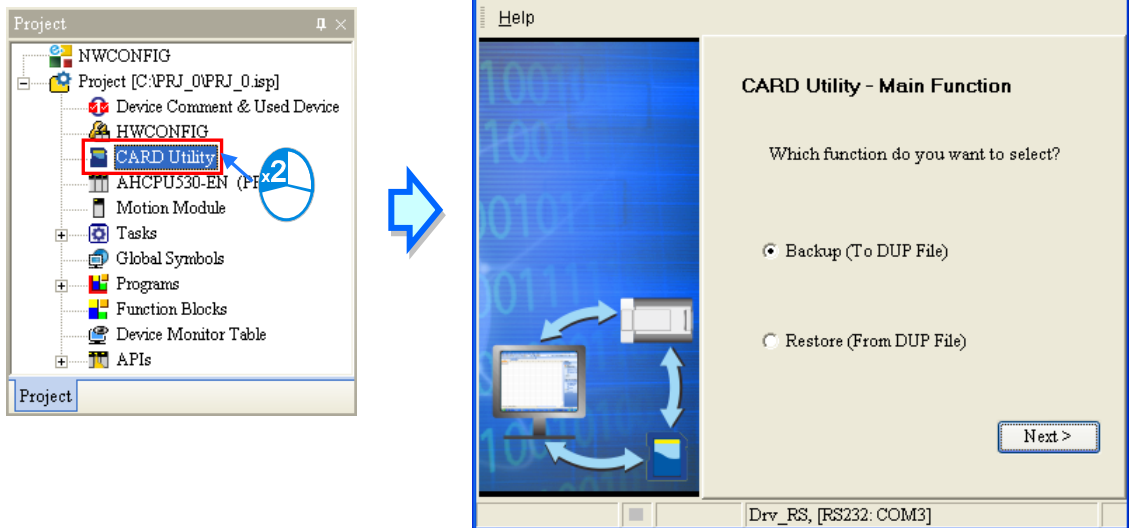 Project
NWCONFIG
Project [C:\PRJ_0\PRJ_0.isp]
Device Comment & Used Device
HWCONFIG
CARD Utility
x2
AHCPU530-EN
Motion Module
Tasks
Global Symbols
Programs
Function Blocks
Device Monitor Table
APIs
Project
Help
CARD Utility - Main Function
Which function do you want to select?
Backup (To DUP File)
Restore (From DUP File)
Next >
Drv_RS, [RS232: COM3]